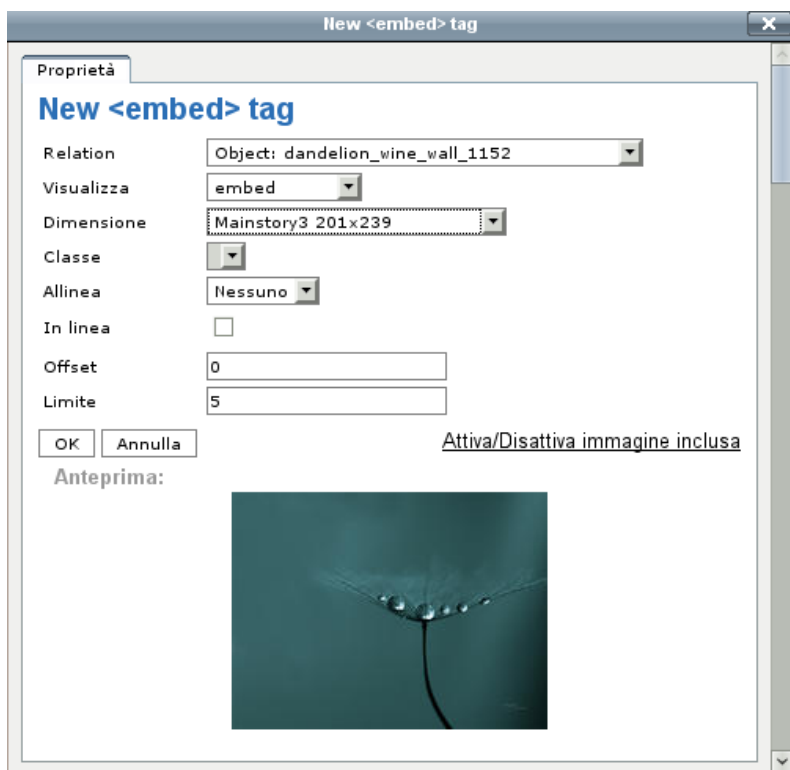 New <embed> tag
Proprietà
New <embed> tag
Relation Object: dandelion_wine_wall_1152
Visualizza embed
Dimensione Mainstory3 201x239
Classe
Allinea Nessuno
In linea
Offset 0
Limite 5
OK Annulla Attiva/Disattiva immagine inclusa
Anteprima: